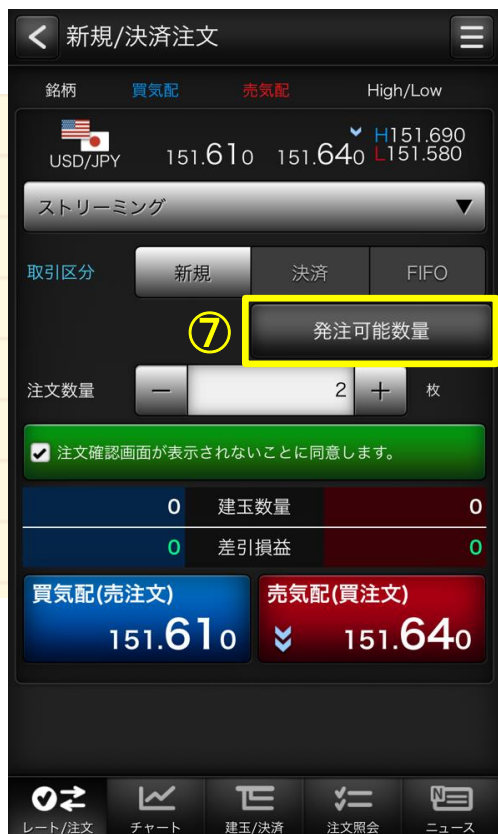 新規/決済注文
銘柄 買気配 売気配 High/Low
USD/JPY 151.610 151.640 H151.690
L151.580
ストリーミング
取引区分 新規 決済 FIFO
⑦ 発注可能数量
注文数量 － 2 ＋ 枚
注文確認画面が表示されないことに同意します。
0 建玉数量 0
0 差引損益 0
買気配(売注文) 売気配(買注文)
151.610 151.640
レート/注文 チャート 建玉/決済 注文照会 ニュース